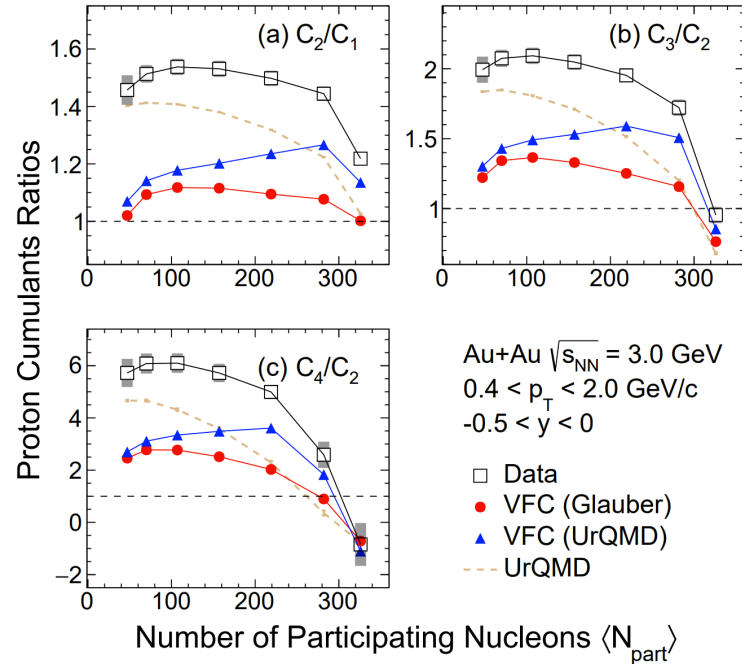 Proton Cumulants Ratios
(a) C₂/C₁
1.6
1.4
1.2
1
0 100 200 300
(b) C₃/C₂
2
1.5
1
0 100 200 300
(c) C₄/C₂
6
4
2
0
−2
0 100 200 300
Au+Au √s_NN = 3.0 GeV
0.4 < p_T < 2.0 GeV/c
-0.5 < y < 0
Data
VFC (Glauber)
VFC (UrQMD)
UrQMD
Number of Participating Nucleons ⟨N_part⟩